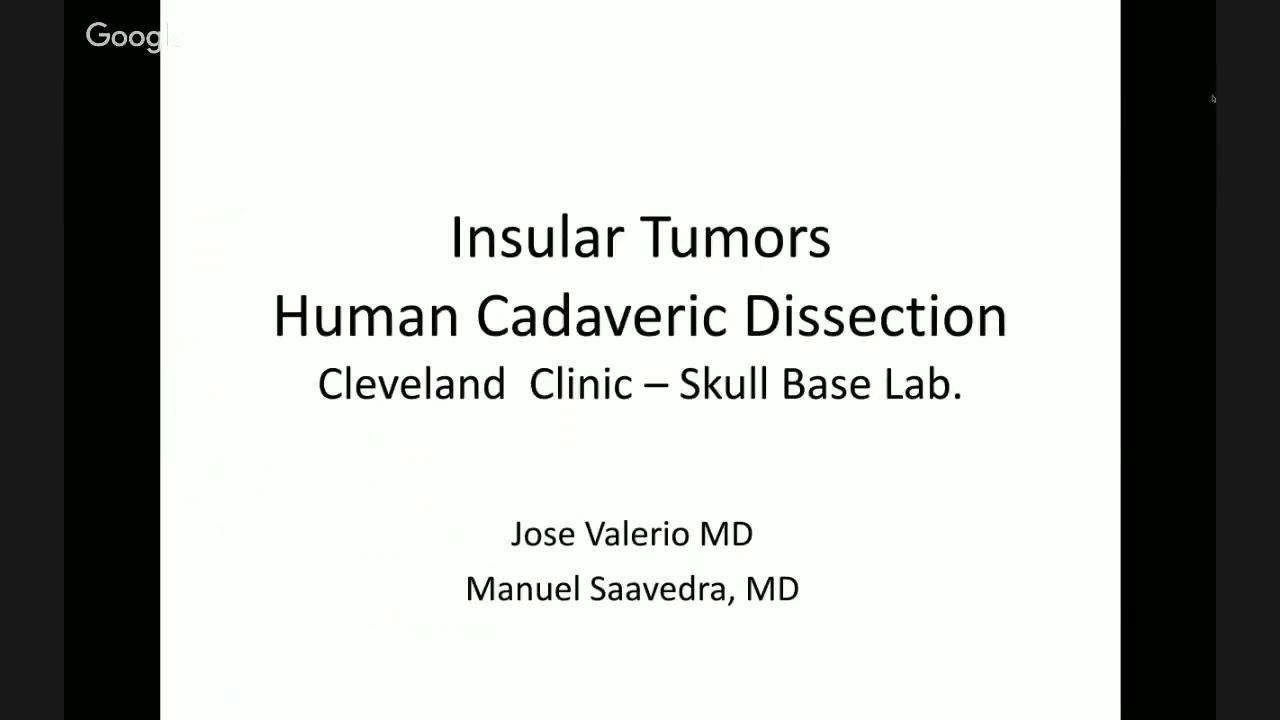 Google
Insular Tumors
Human Cadaveric Dissection
Cleveland Clinic – Skull Base Lab.
Jose Valerio MD
Manuel Saavedra, MD